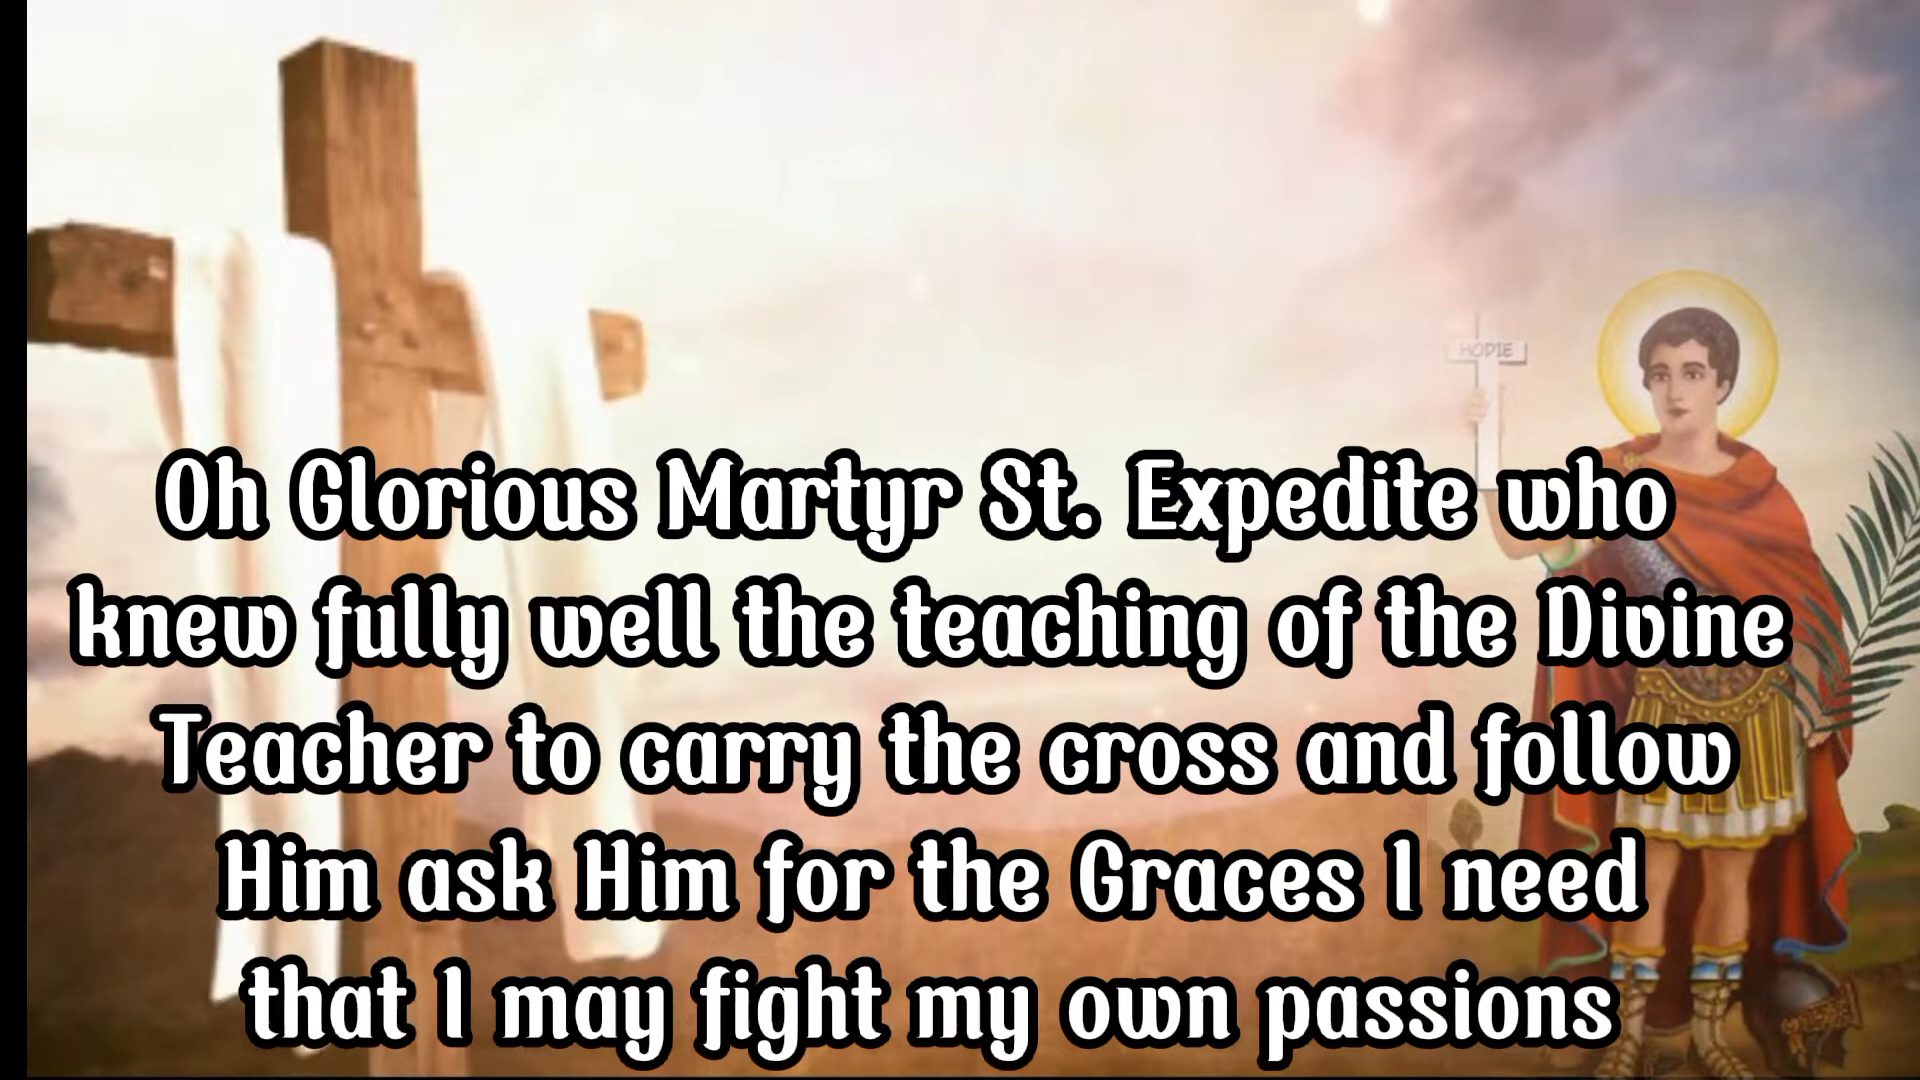 HODIE
Oh Glorious Martyr St. Expedite who
knew fully well the teaching of the Divine
Teacher to carry the cross and follow
Him ask Him for the Graces I need
that I may fight my own passions